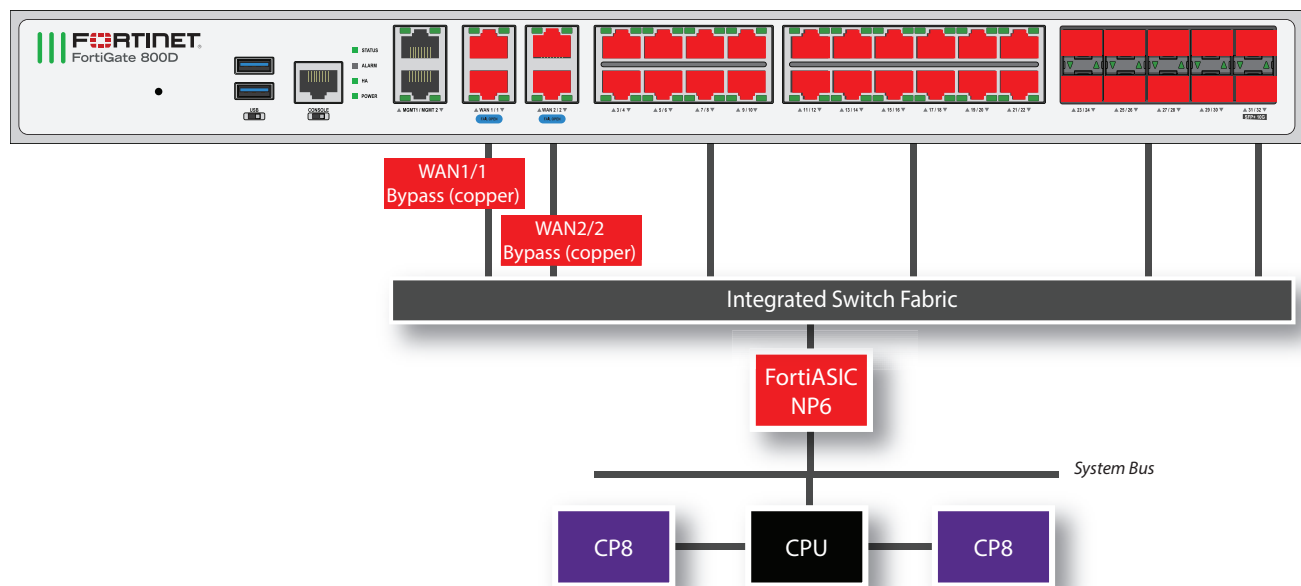 FORTINET
FortiGate 800D
STATUS
ALARM
HA
POWER
USB
CONSOLE
▲ MGMT1 / MGMT 2 ▼
▲ WAN 1 / 1 ▼
▲ WAN 2 / 2 ▼
▲ 3 / 4 ▼
▲ 5 / 6 ▼
▲ 7 / 8 ▼
▲ 9 / 10 ▼
▲ 11 / 12 ▼
▲ 13 / 14 ▼
▲ 15 / 16 ▼
▲ 17 / 18 ▼
▲ 19 / 20 ▼
▲ 21 / 22 ▼
▲ 23 / 24 ▼
▲ 25 / 26 ▼
▲ 27 / 28 ▼
▲ 29 / 30 ▼
▲ 31 / 32 ▼
SFP+ 10G
WAN1/1
Bypass (copper)
WAN2/2
Bypass (copper)
Integrated Switch Fabric
FortiASIC
NP6
System Bus
CP8
CPU
CP8